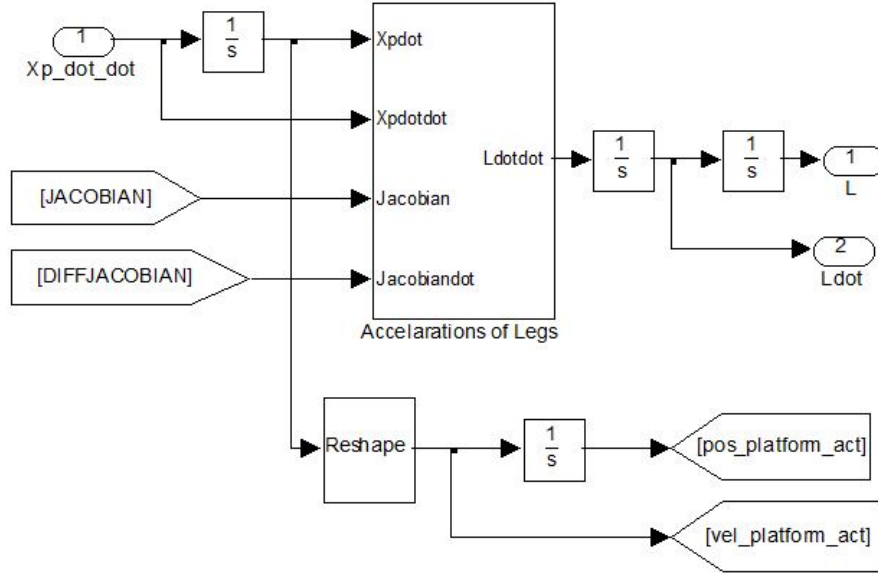 1
Xp_dot_dot
1
s
Xpdot
Xpdotdot
Jacobian
Jacobiandot
Ldotdot
Accelarations of Legs
[JACOBIAN]
[DIFFJACOBIAN]
1
s
1
s
1
L
2
Ldot
Reshape
1
s
[pos_platform_act]
[vel_platform_act]